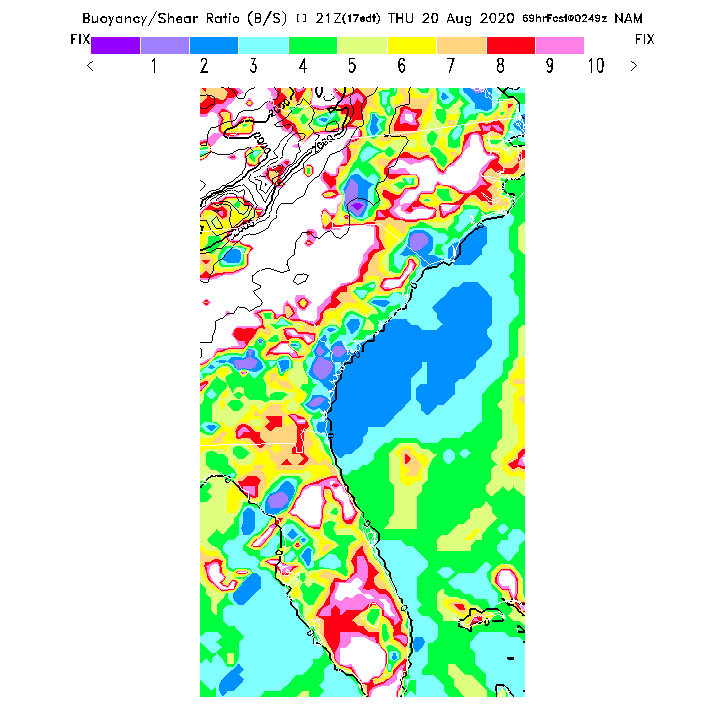 Buoyancy/Shear Ratio (B/S) [] 21Z(17edt) THU 20 Aug 2020 69hrFcst@0249z NAM
FIX FIX
< 1 2 3 4 5 6 7 8 9 10 >
2000